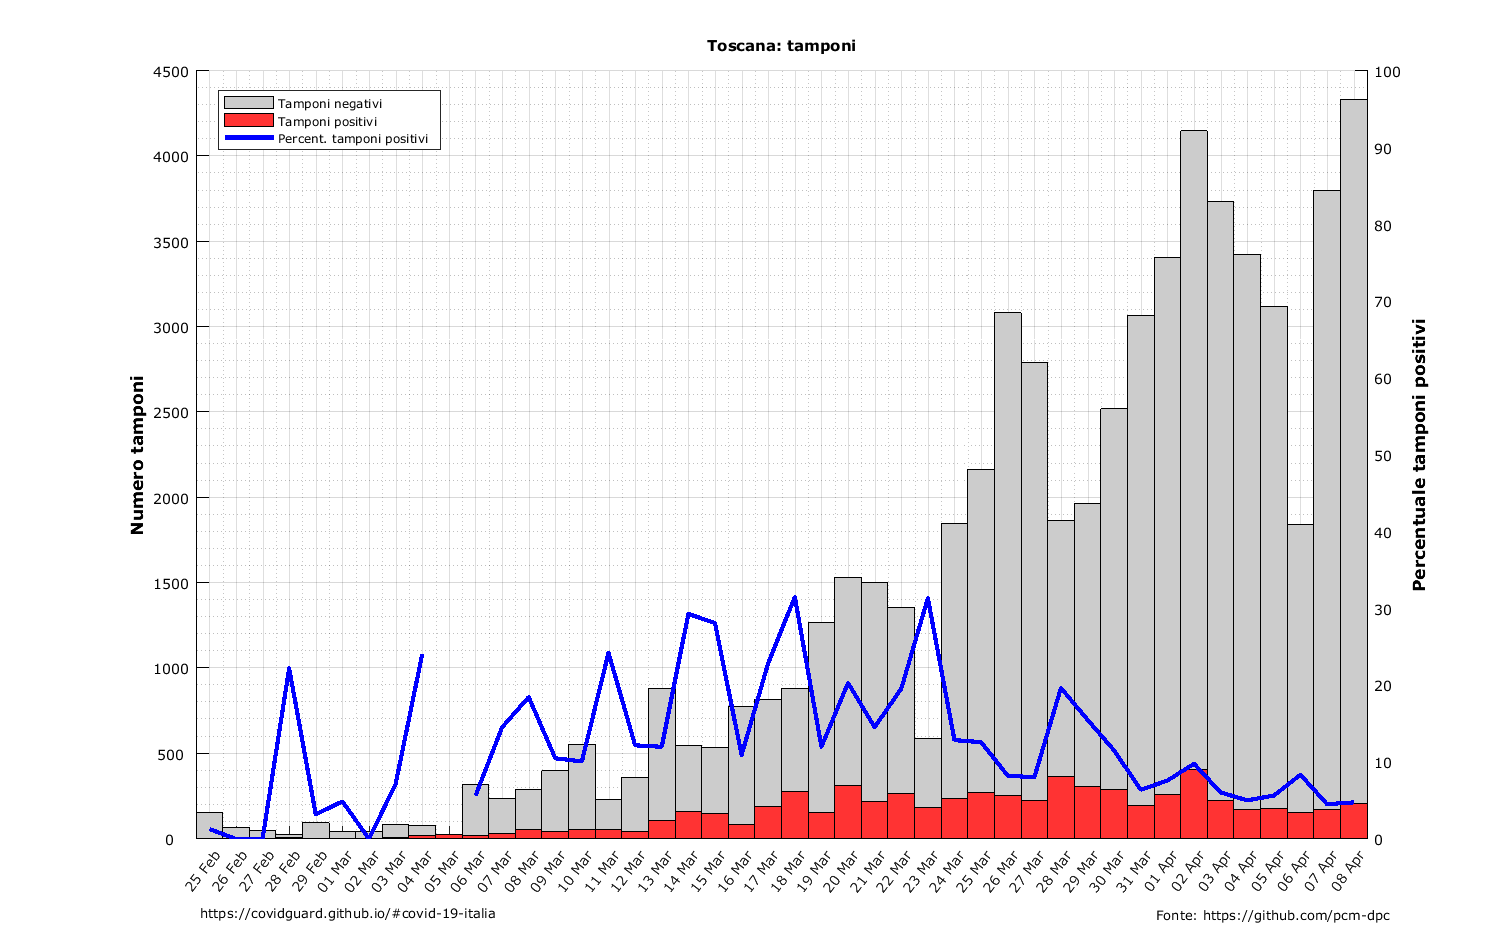 Toscana: tamponi
Tamponi negativi
Tamponi positivi
Percent. tamponi positivi
Numero tamponi
4500
4000
3500
3000
2500
2000
1500
1000
500
0
Percentuale tamponi positivi
100
90
80
70
60
50
40
30
20
10
0
25 Feb
26 Feb
27 Feb
28 Feb
29 Feb
01 Mar
02 Mar
03 Mar
04 Mar
05 Mar
06 Mar
07 Mar
08 Mar
09 Mar
10 Mar
11 Mar
12 Mar
13 Mar
14 Mar
15 Mar
16 Mar
17 Mar
18 Mar
19 Mar
20 Mar
21 Mar
22 Mar
23 Mar
24 Mar
25 Mar
26 Mar
27 Mar
28 Mar
29 Mar
30 Mar
31 Mar
01 Apr
02 Apr
03 Apr
04 Apr
05 Apr
06 Apr
07 Apr
08 Apr
https://covidguard.github.io/#covid-19-italia
Fonte: https://github.com/pcm-dpc